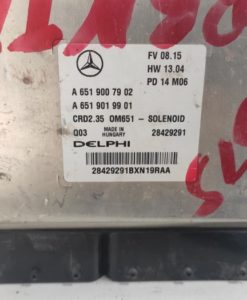 FV 08.15
HW 13.04
PD 14 M06
A 651 900 79 02
A 651 901 99 01
CRD2.35 OM651 - SOLENOID
Q03 MADE IN HUNGARY 28429291
DELPHI
28429291BXN19RAA